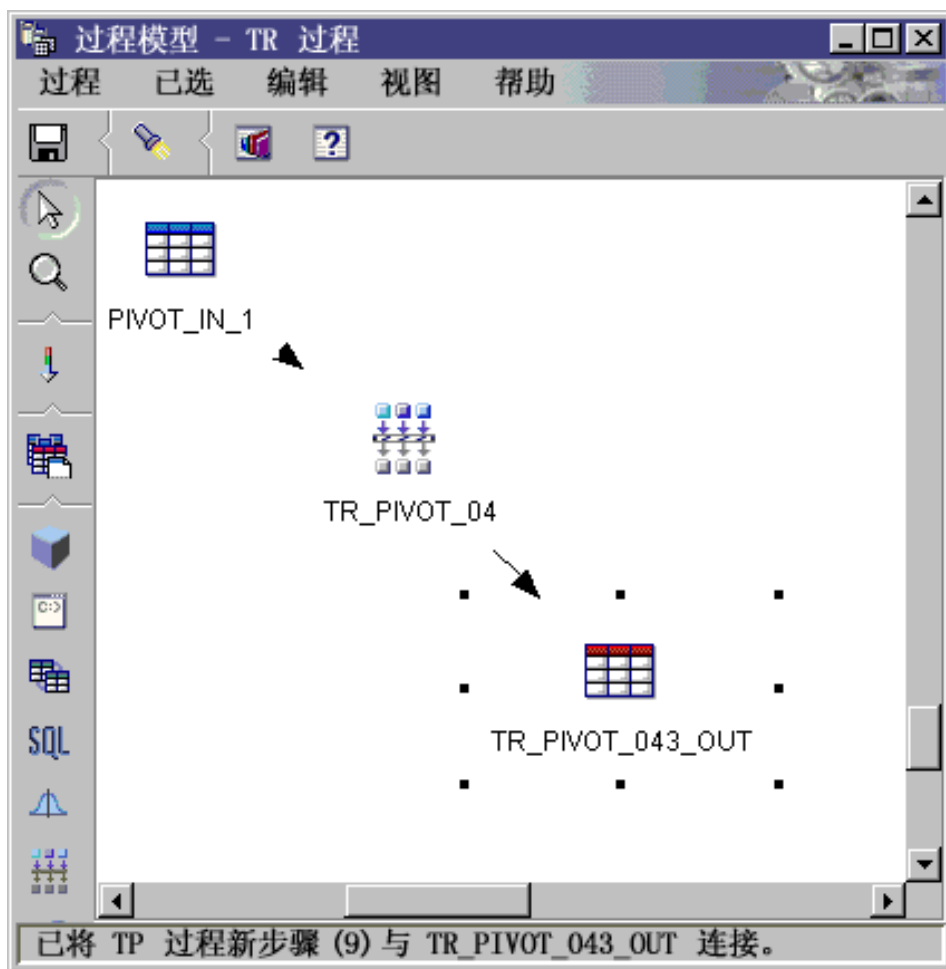 过程模型 - TR 过程
过程 已选 编辑 视图 帮助
?
PIVOT_IN_1
TR_PIVOT_04
C:>
SQL
TR_PIVOT_043_OUT
已将 TP 过程新步骤(9)与 TR_PIVOT_043_OUT 连接。